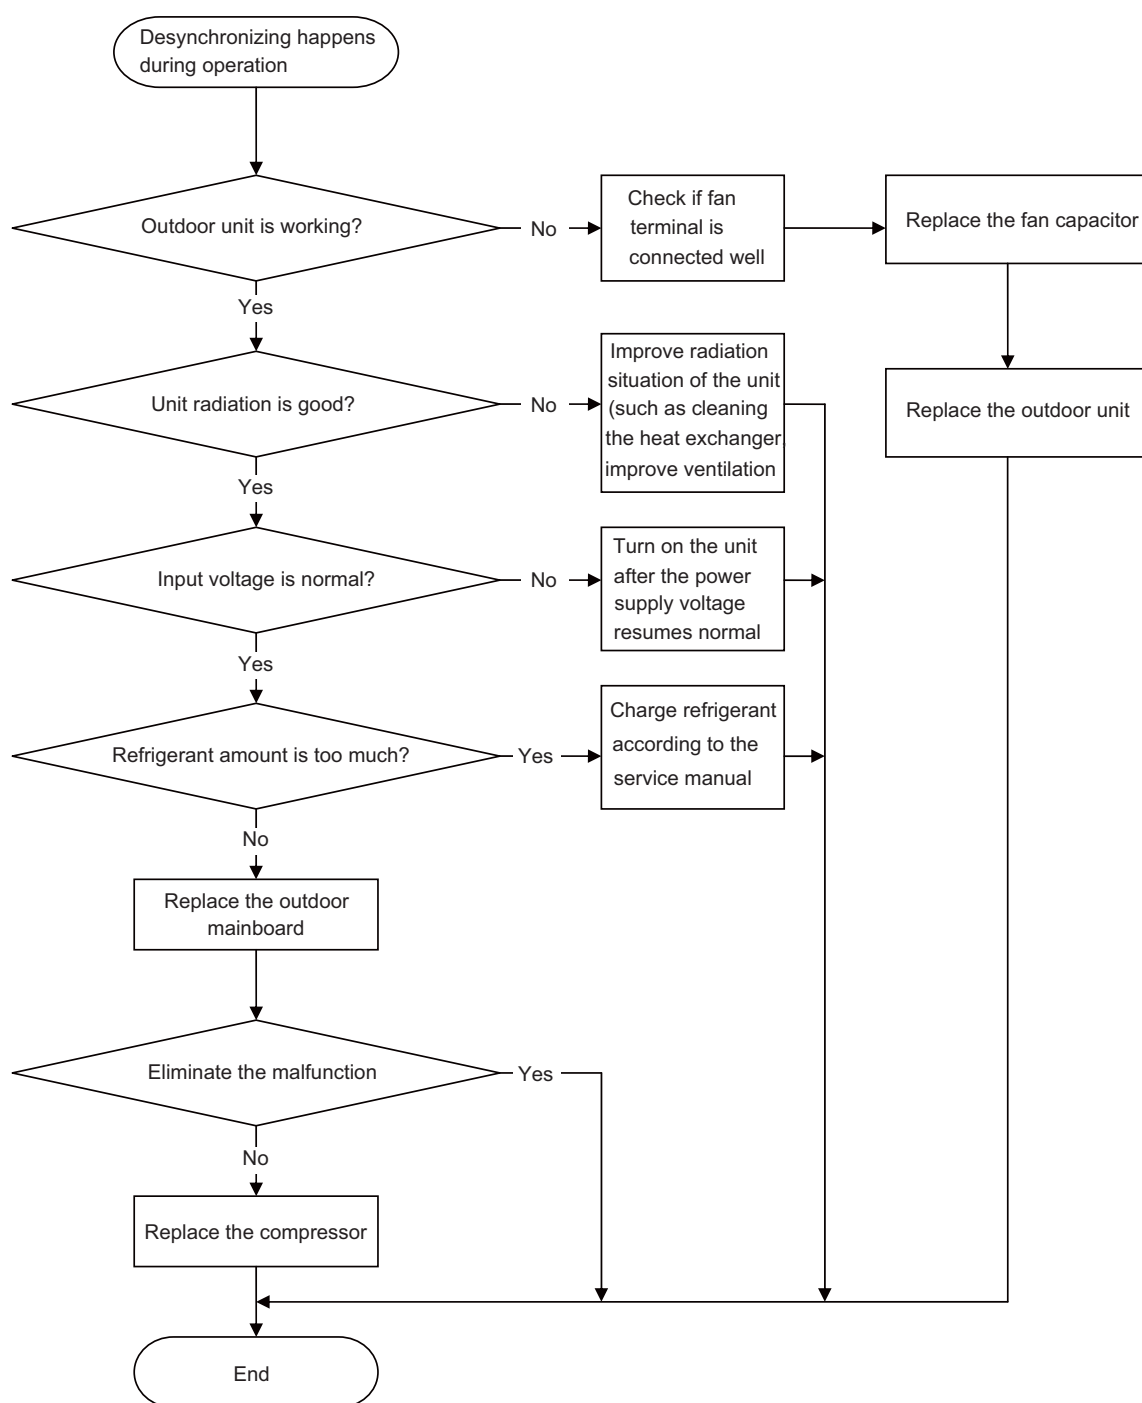 Desynchronizing happens
during operation
Outdoor unit is working?
No
Check if fan
terminal is
connected well
Replace the fan capacitor
Yes
Unit radiation is good?
No
Improve radiation
situation of the unit
(such as cleaning
the heat exchanger,
improve ventilation
Replace the outdoor unit
Yes
Input voltage is normal?
No
Turn on the unit
after the power
supply voltage
resumes normal
Yes
Refrigerant amount is too much?
Yes
Charge refrigerant
according to the
service manual
No
Replace the outdoor
mainboard
Eliminate the malfunction
Yes
No
Replace the compressor
End